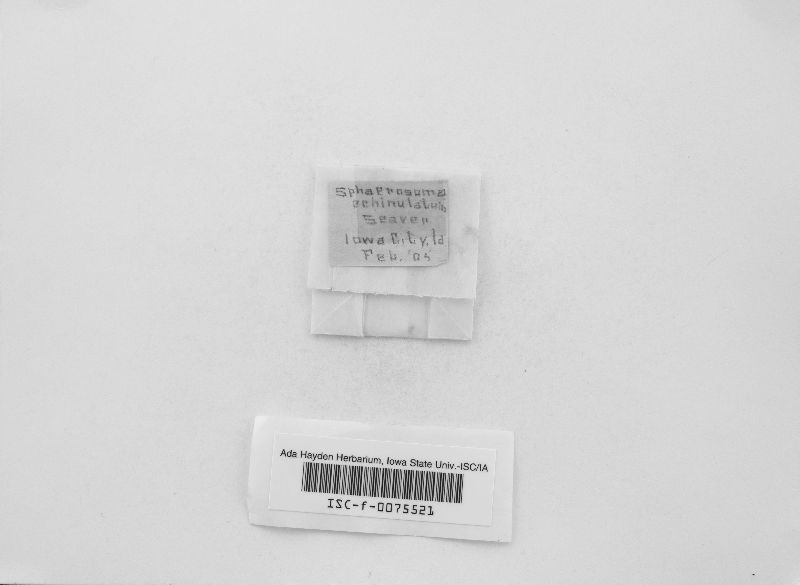 Sphaerosoma
echinulatum
Seaver
Iowa City, Ia
Feb. '05
Ada Hayden Herbarium, Iowa State Univ.-ISC/IA
ISC-f-0075521